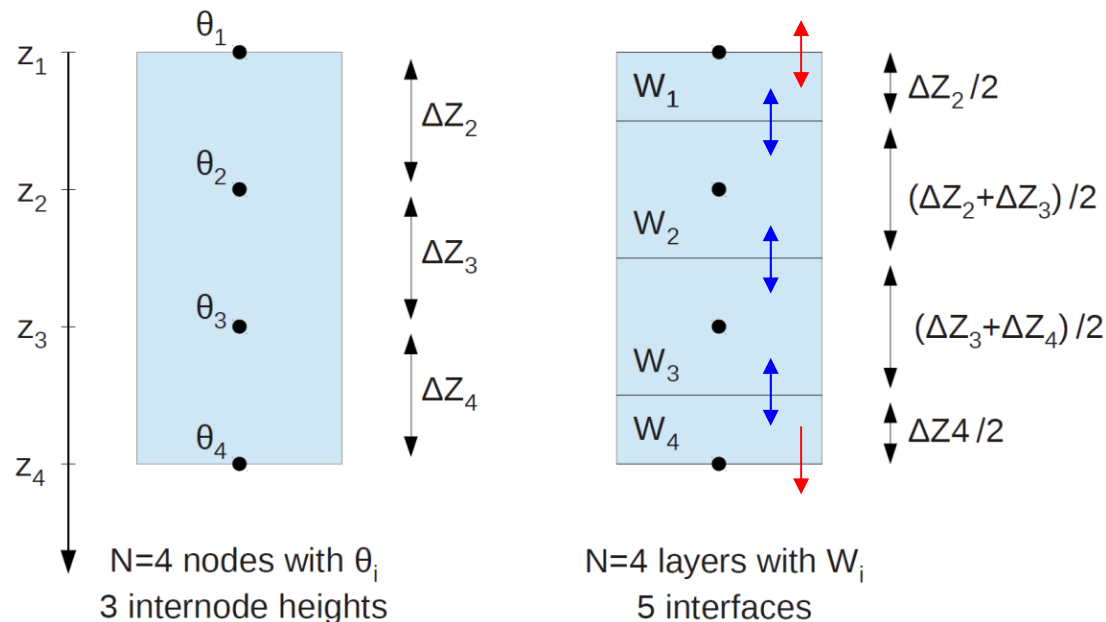 θ₁
Z₁
ΔZ₂
θ₂
Z₂
ΔZ₃
θ₃
Z₃
ΔZ₄
θ₄
Z₄
N=4 nodes with θᵢ
3 internode heights
W₁
ΔZ₂/2
(ΔZ₂+ΔZ₃)/2
W₂
(ΔZ₃+ΔZ₄)/2
W₃
W₄
ΔZ4/2
N=4 layers with Wᵢ
5 interfaces